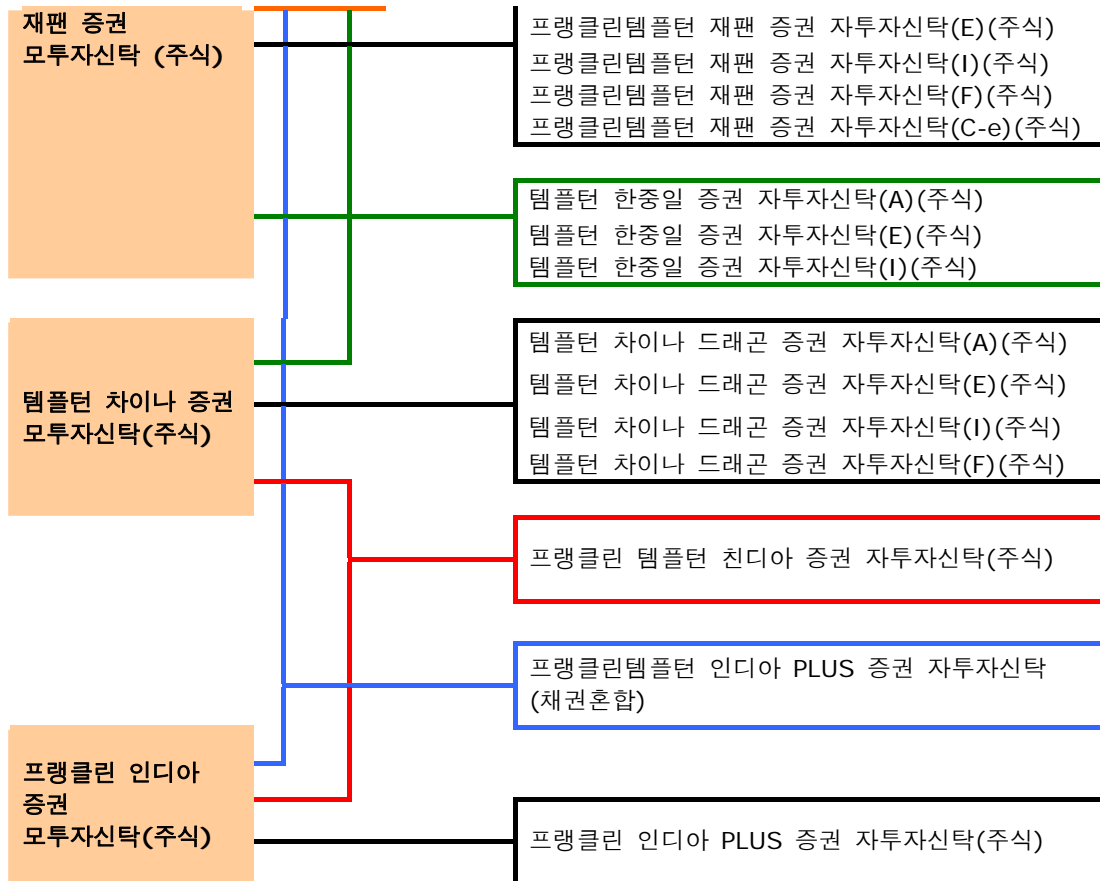 재팬 증권
모투자신탁 (주식)
프랭클린템플턴 재팬 증권 자투자신탁(E)(주식)
프랭클린템플턴 재팬 증권 자투자신탁(I)(주식)
프랭클린템플턴 재팬 증권 자투자신탁(F)(주식)
프랭클린템플턴 재팬 증권 자투자신탁(C-e)(주식)
템플턴 한중일 증권 자투자신탁(A)(주식)
템플턴 한중일 증권 자투자신탁(E)(주식)
템플턴 한중일 증권 자투자신탁(I)(주식)
템플턴 차이나 증권
모투자신탁(주식)
템플턴 차이나 드래곤 증권 자투자신탁(A)(주식)
템플턴 차이나 드래곤 증권 자투자신탁(E)(주식)
템플턴 차이나 드래곤 증권 자투자신탁(I)(주식)
템플턴 차이나 드래곤 증권 자투자신탁(F)(주식)
프랭클린 템플턴 친디아 증권 자투자신탁(주식)
프랭클린템플턴 인디아 PLUS 증권 자투자신탁
(채권혼합)
프랭클린 인디아
증권
모투자신탁(주식)
프랭클린 인디아 PLUS 증권 자투자신탁(주식)